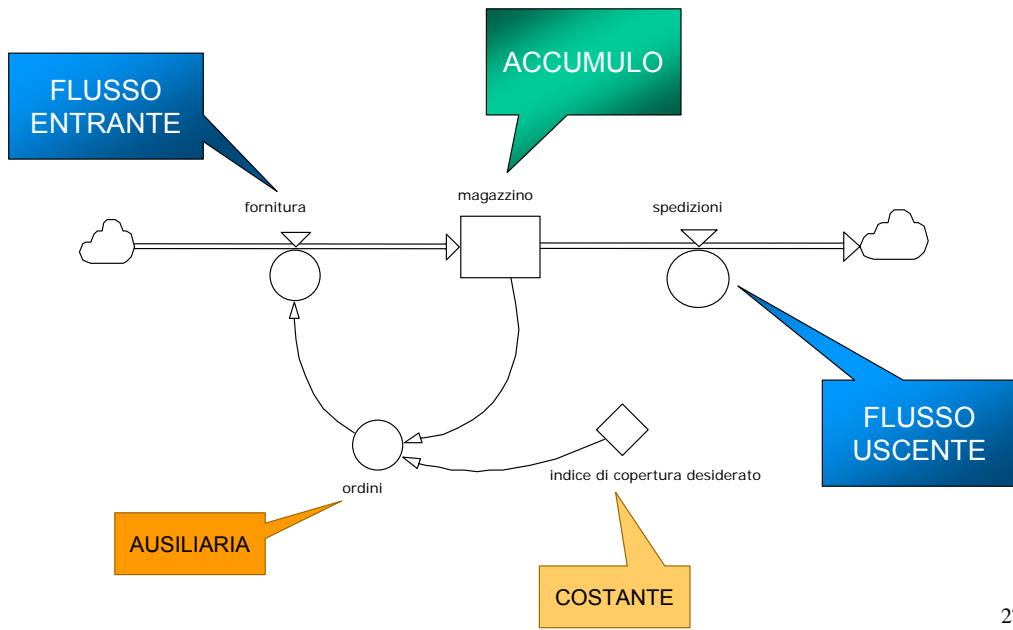 ACCUMULO
FLUSSO
ENTRANTE
magazzino
fornitura
spedizioni
FLUSSO
USCENTE
indice di copertura desiderato
ordini
AUSILIARIA
COSTANTE